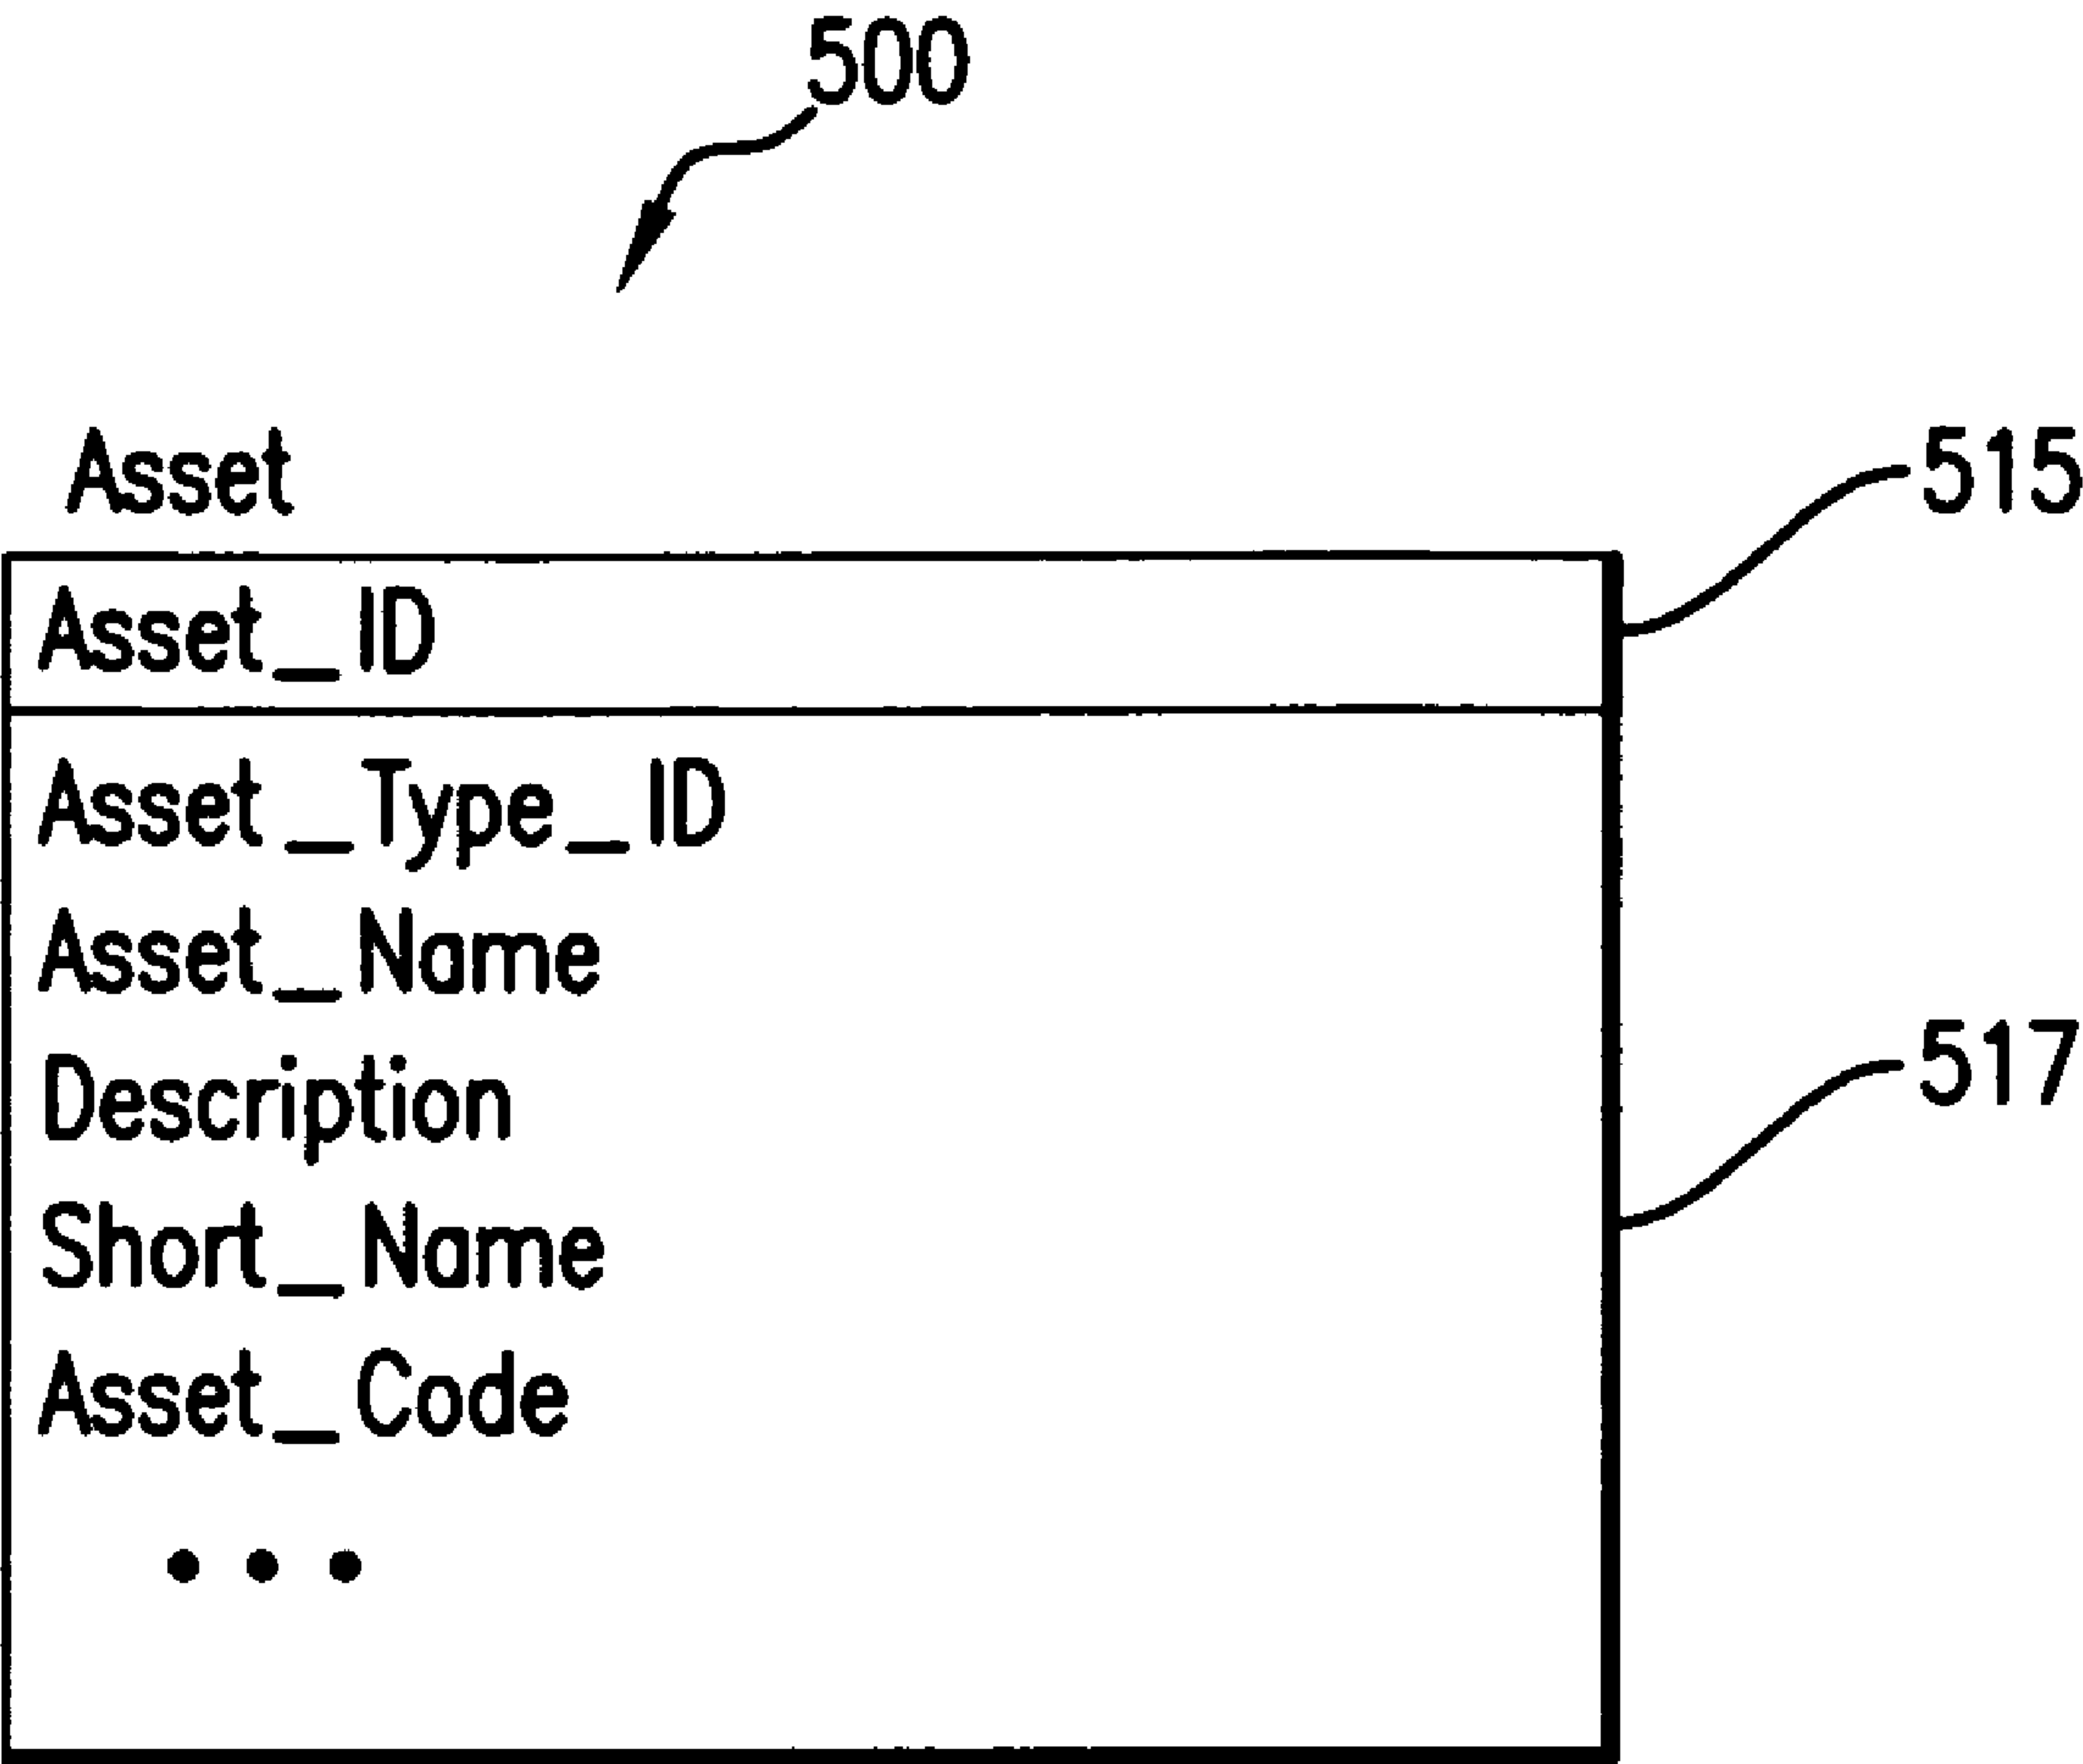 500
Asset
515
Asset_ID
Asset_Type_ID
Asset_Name
Description
517
Short_Name
Asset_Code
...